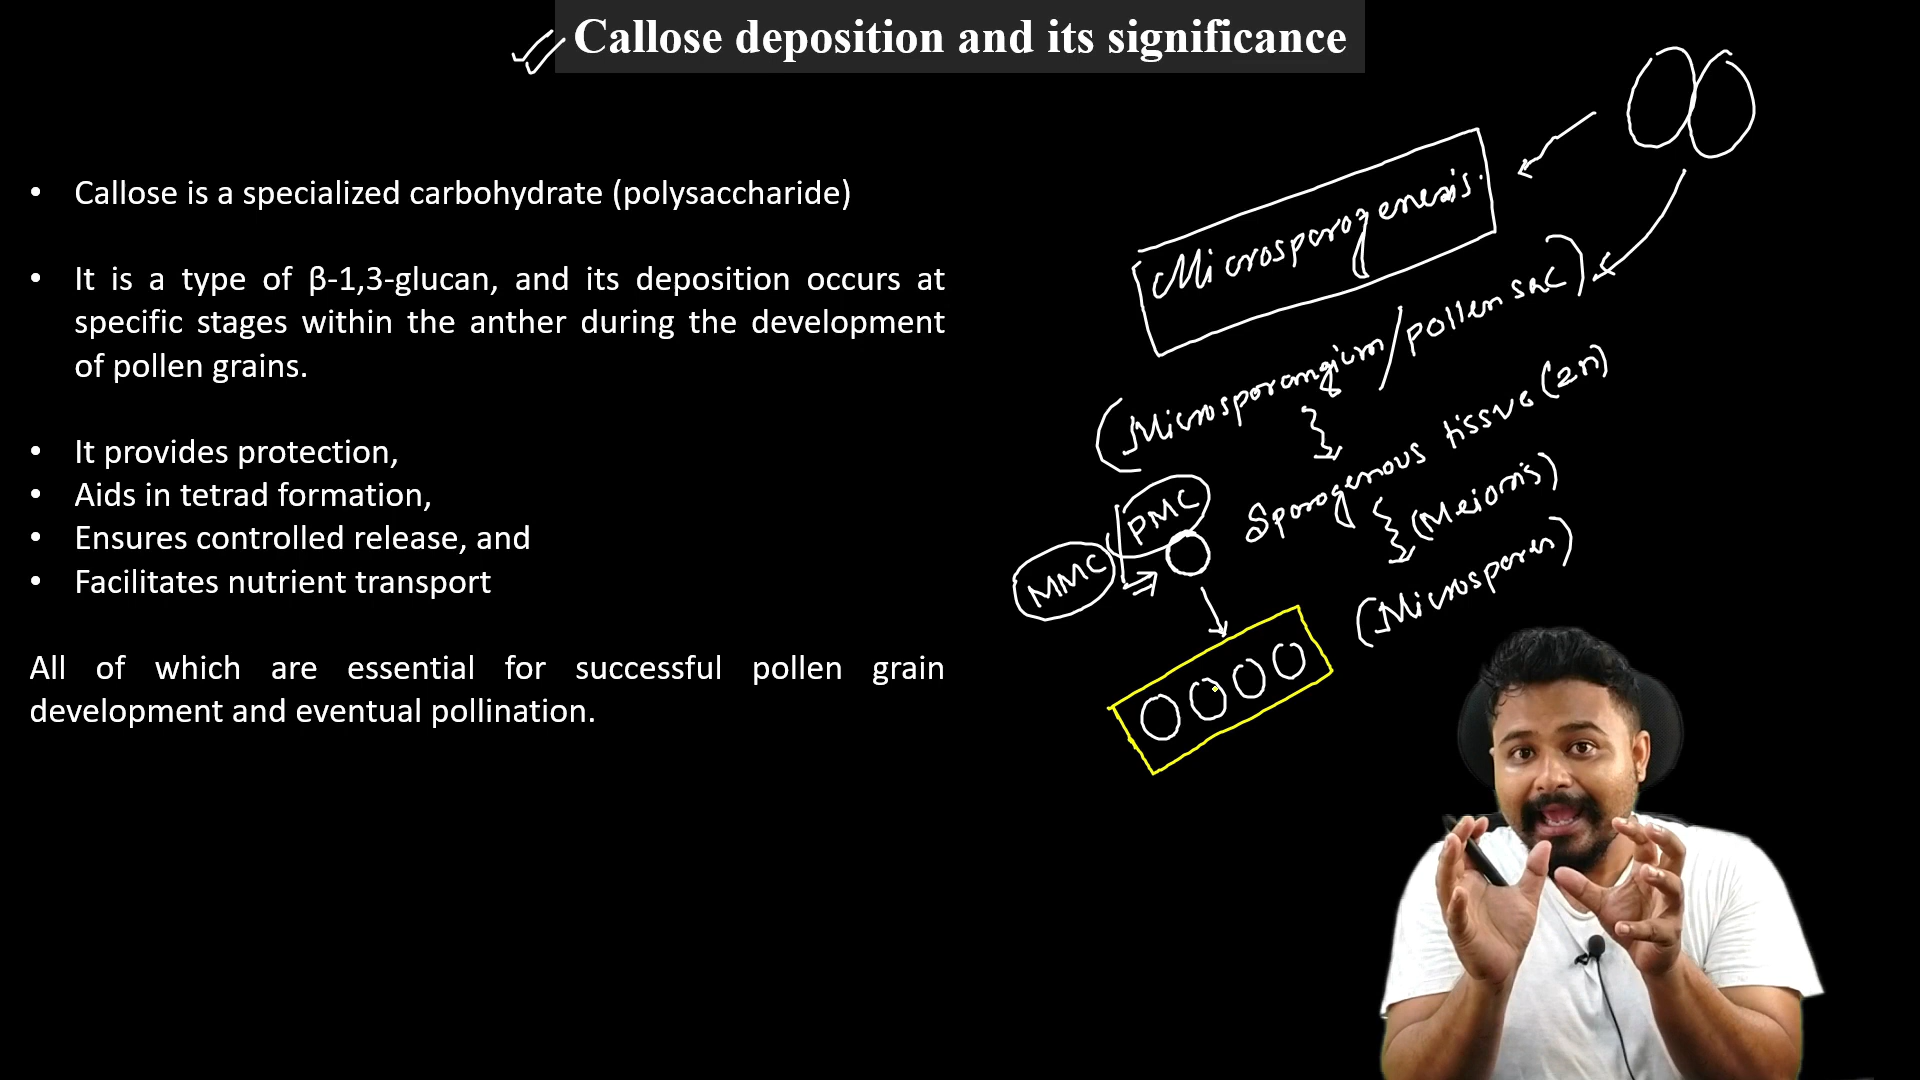 Callose deposition and its significance
• Callose is a specialized carbohydrate (polysaccharide)
• It is a type of β-1,3-glucan, and its deposition occurs at
specific stages within the anther during the development
of pollen grains.
• It provides protection,
• Aids in tetrad formation,
• Ensures controlled release, and
• Facilitates nutrient transport
All of which are essential for successful pollen grain
development and eventual pollination.
Microsporogenesis.
(Microsporangium/pollen sac)
Sporogenous tissue (2n)
(Meiosis)
(Microspores)
MMC/PMC